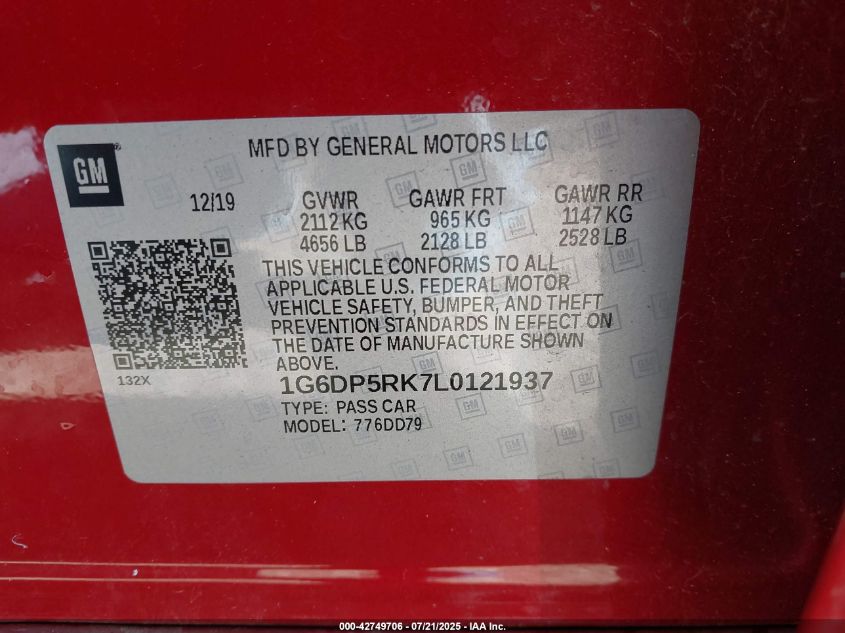 MFD BY GENERAL MOTORS LLC
GM
12/19 GVWR GAWR FRT GAWR RR
2112 KG 965 KG 1147 KG
4656 LB 2128 LB 2528 LB
THIS VEHICLE CONFORMS TO ALL
APPLICABLE U.S. FEDERAL MOTOR
VEHICLE SAFETY, BUMPER, AND THEFT
PREVENTION STANDARDS IN EFFECT ON
THE DATE OF MANUFACTURE SHOWN
ABOVE.
132X
1G6DP5RK7L0121937
TYPE: PASS CAR
MODEL: 776DD79
000-42749706 - 07/21/2025 - IAA Inc.